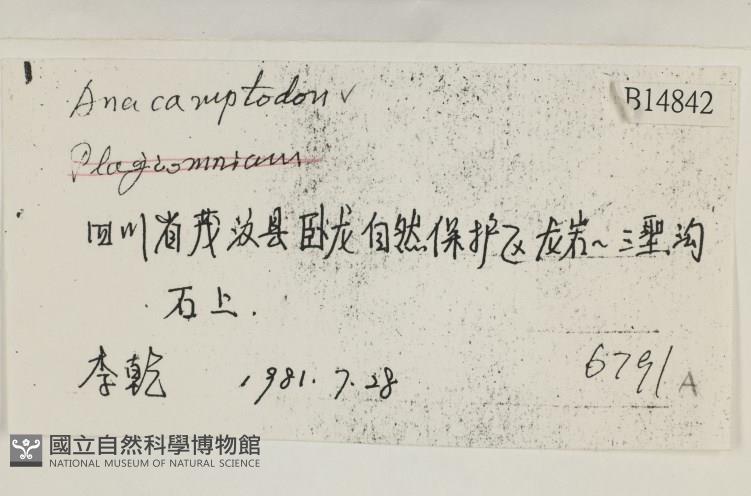 Anacamptodon ✓
B14842
Plagiomnium
四川省茂汶县卧龙自然保护区龙岩~三聖沟
石上.
李乾 1981.7.28
6791 A
國立自然科學博物館
NATIONAL MUSEUM OF NATURAL SCIENCE